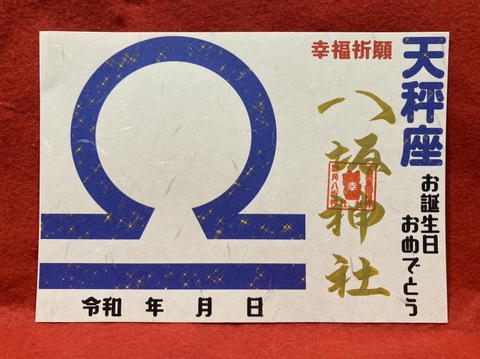 天秤座
お誕生日
おめでとう
幸福祈願
八坂神社
幸
令和 年 月 日